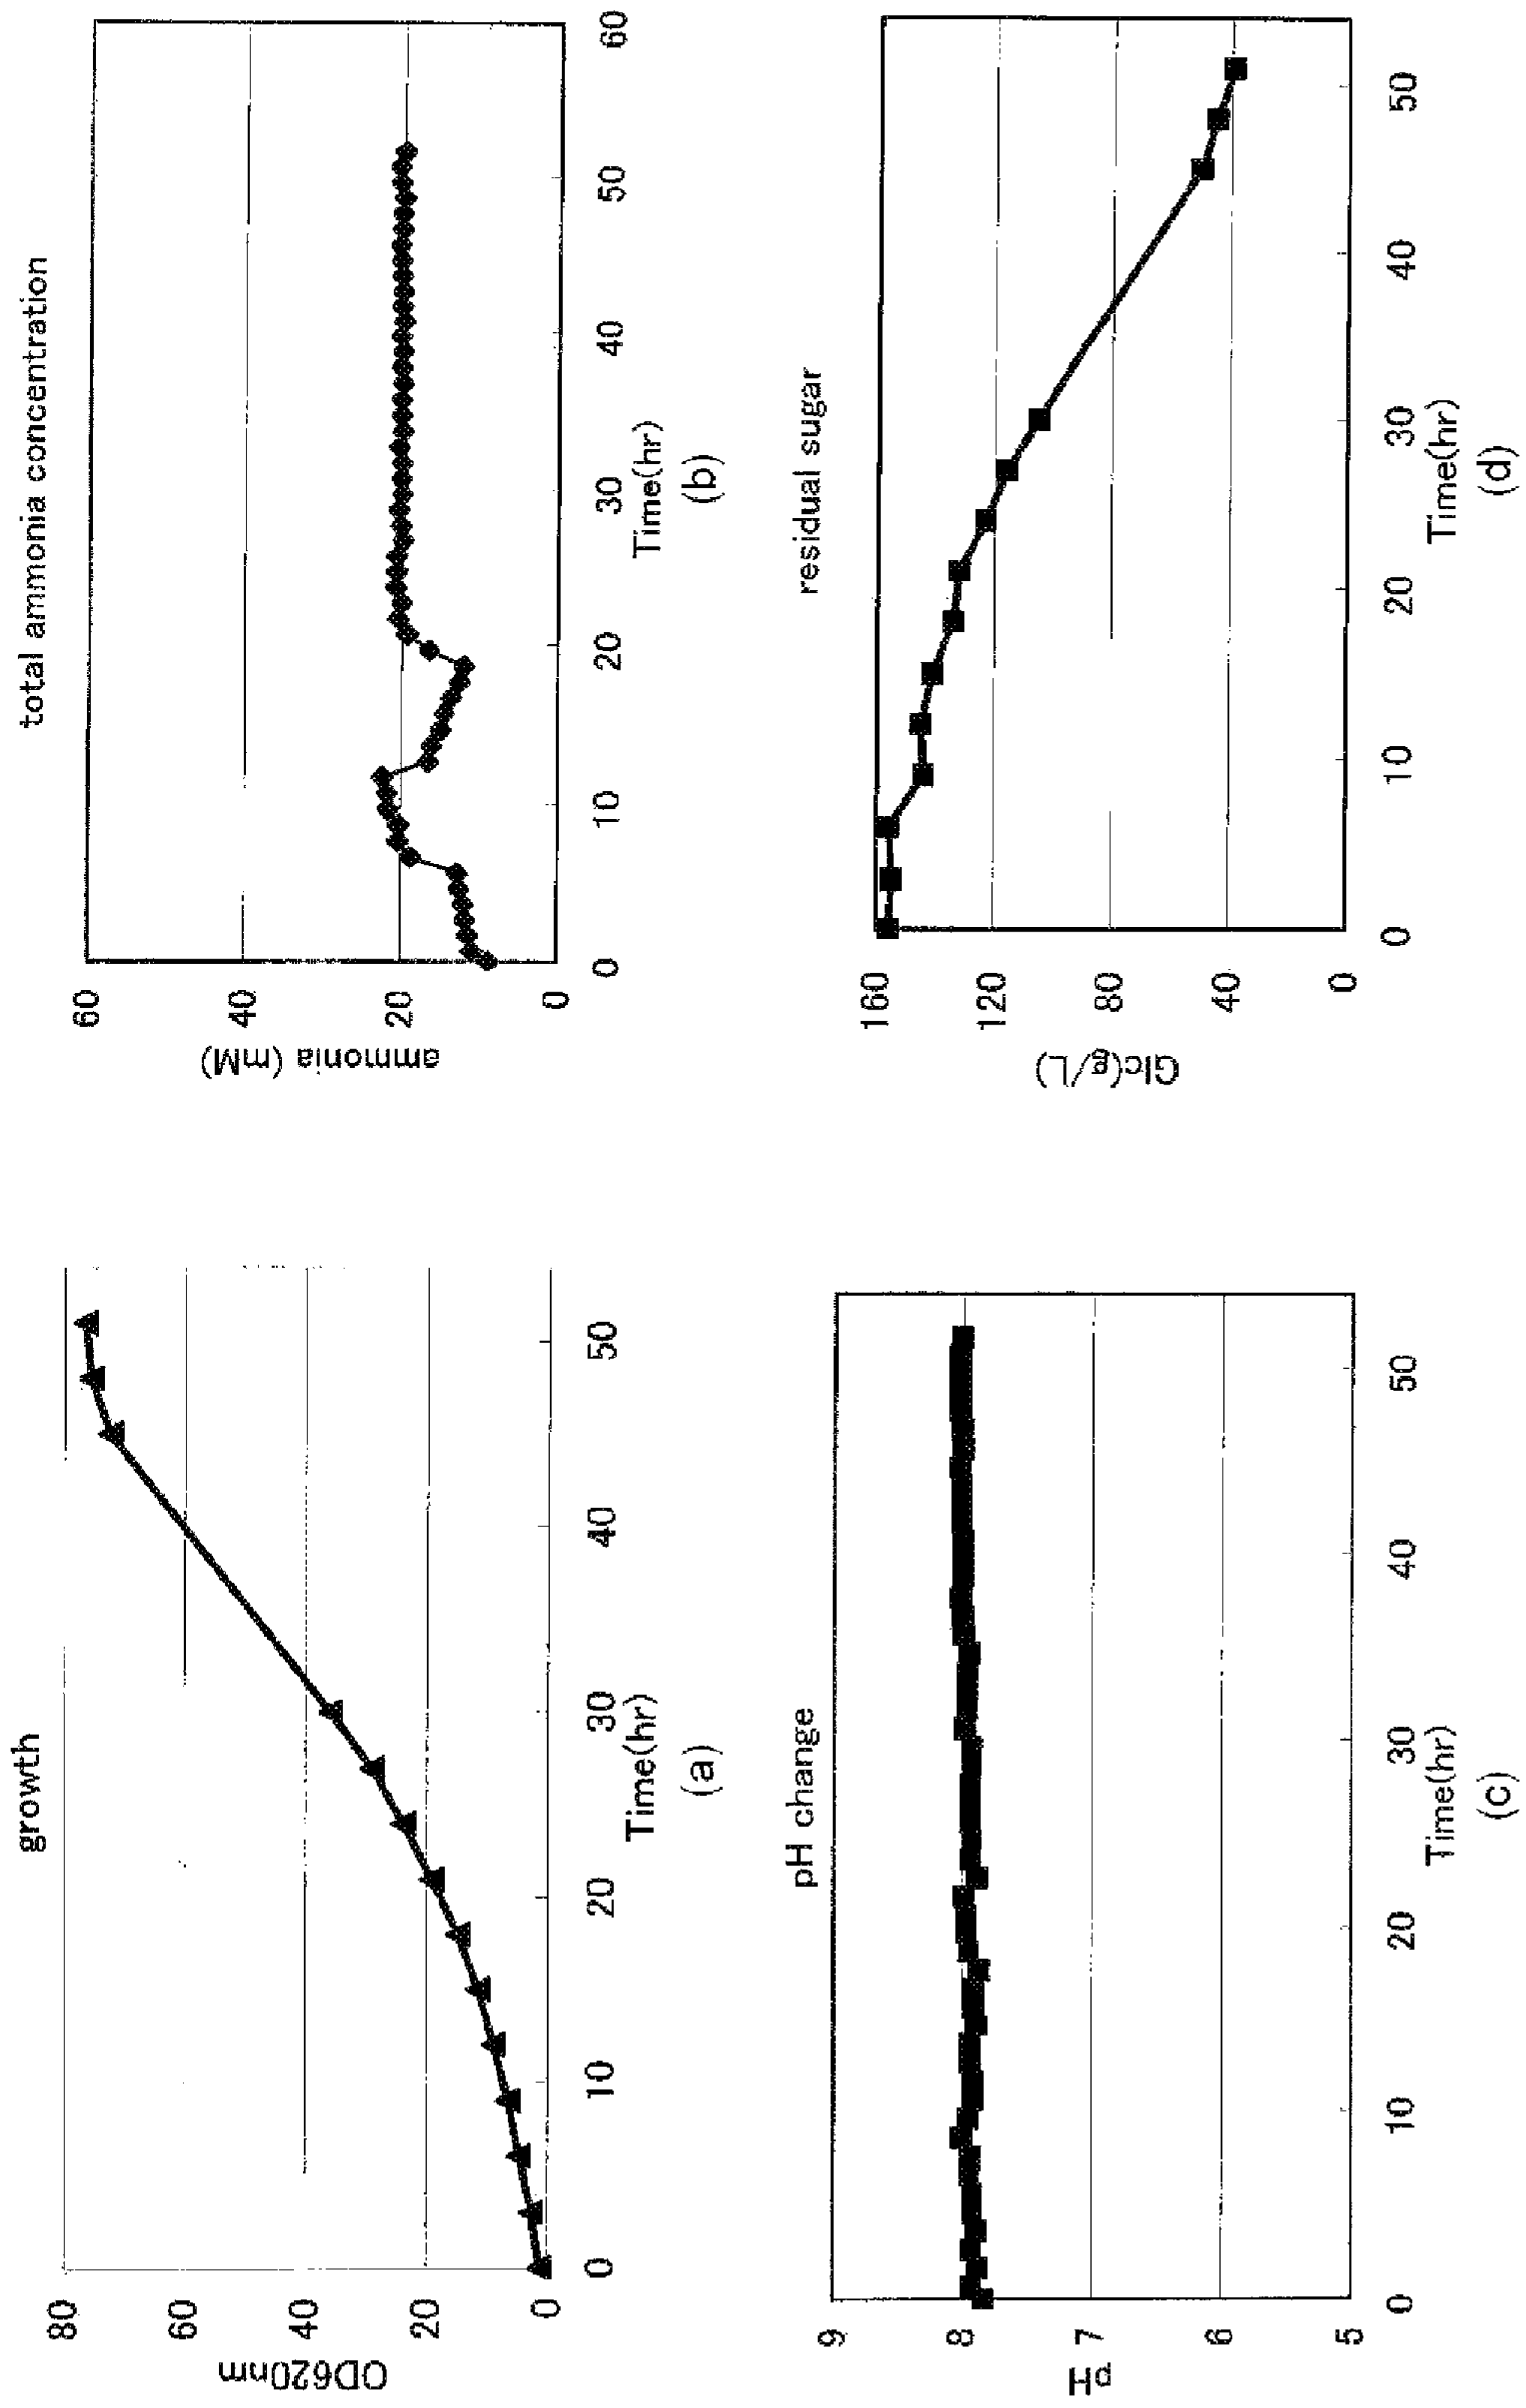 growth
80
60
40
20
0
OD620nm
0
10
20
30
40
50
Time(hr)
(a)
total ammonia concentration
60
40
20
0
ammonia (mM)
0
10
20
30
40
50
60
Time(hr)
(b)
pH change
9
8
7
6
5
pH
0
10
20
30
40
50
Time(hr)
(c)
residual sugar
160
120
80
40
0
Glc(g/L)
0
10
20
30
40
50
Time(hr)
(d)